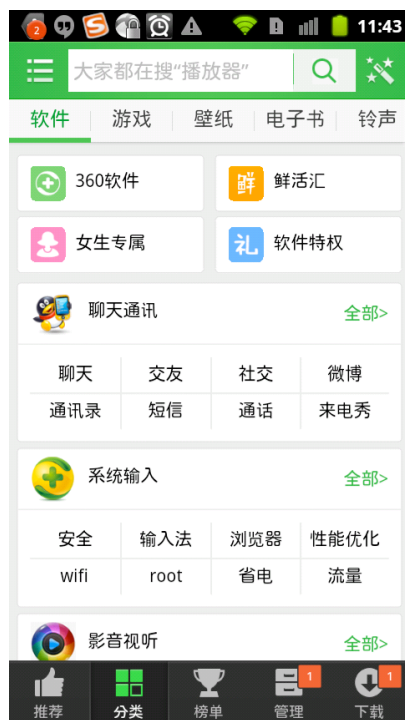 2 11:43
大家都在搜“播放器”
软件 游戏 壁纸 电子书 铃声
360软件 鲜 鲜活汇
女生专属 礼 软件特权
聊天通讯 全部>
聊天 交友 社交 微博
通讯录 短信 通话 来电秀
系统输入 全部>
安全 输入法 浏览器 性能优化
wifi root 省电 流量
影音视听 全部>
1 1
推荐 分类 榜单 管理 下载